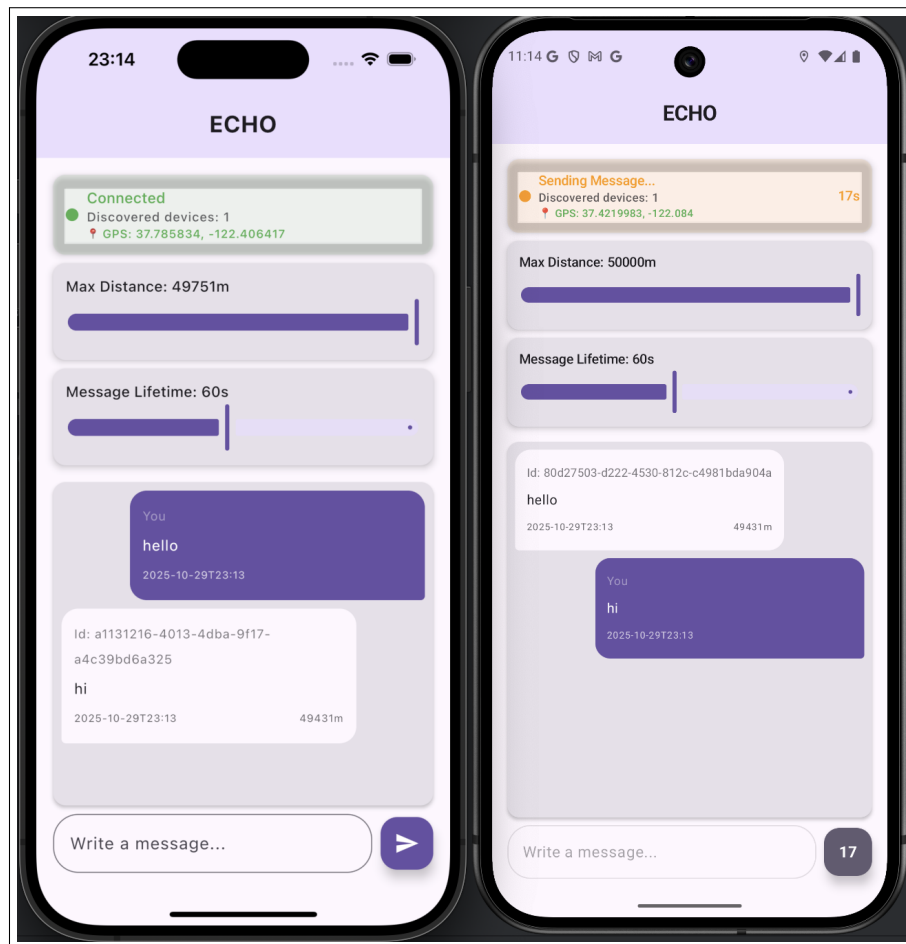 23:14
ECHO
Connected
Discovered devices: 1
GPS: 37.785834, -122.406417
Max Distance: 49751m
Message Lifetime: 60s
You
hello
2025-10-29T23:13
Id: a1131216-4013-4dba-9f17-
a4c39bd6a325
hi
2025-10-29T23:13 49431m
Write a message...
11:14 G G
ECHO
Sending Message...
Discovered devices: 1 17s
GPS: 37.4219983, -122.084
Max Distance: 50000m
Message Lifetime: 60s
Id: 80d27503-d222-4530-812c-c4981bda904a
hello
2025-10-29T23:13 49431m
You
hi
2025-10-29T23:13
Write a message... 17